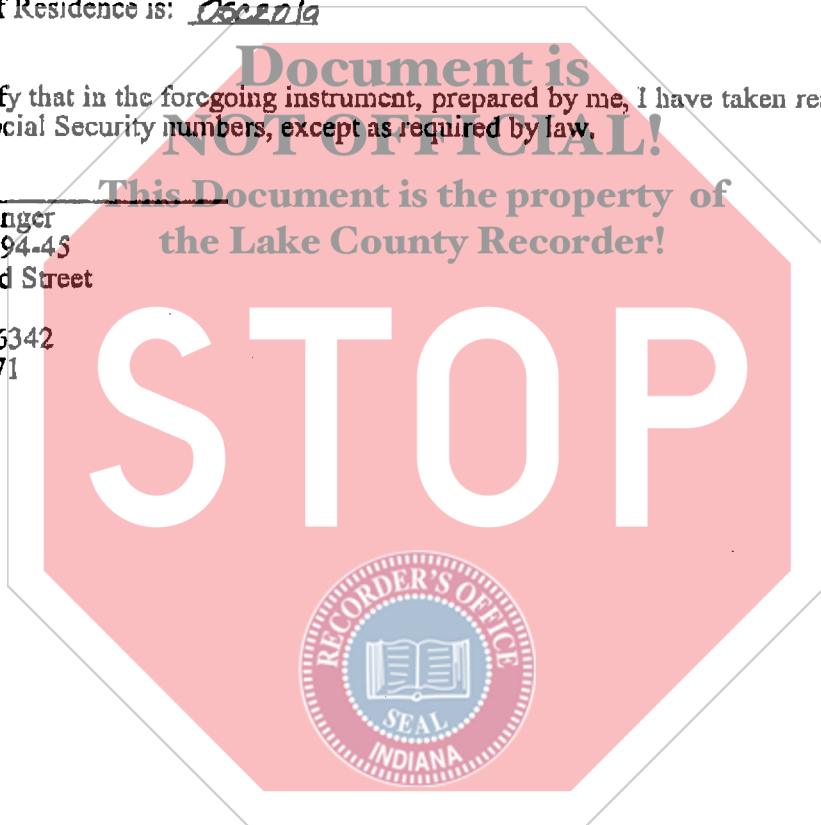 f Residence is: Osceola
Document is
fy that in the foregoing instrument, prepared by me, I have taken rea
cial Security numbers, except as required by law.
NOT OFFICIAL!
This Document is the property of
nger
the Lake County Recorder!
94-45
d Street
6342
71
STOP
RECORDER'S OFFICE
SEAL
INDIANA